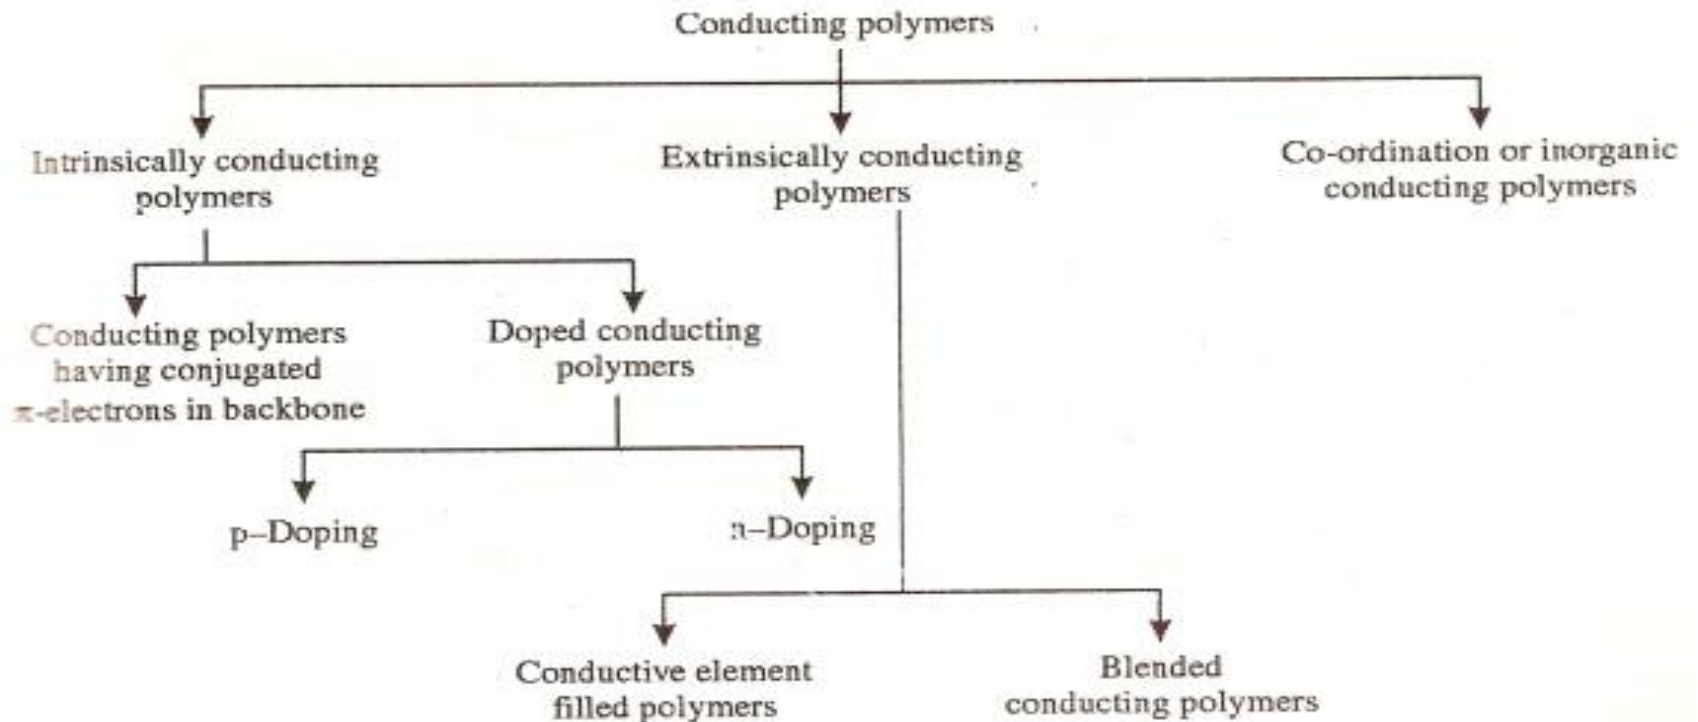 Conducting polymers
Intrinsically conducting
polymers
Extrinsically conducting
polymers
Co-ordination or inorganic
conducting polymers
Conducting polymers
having conjugated
π-electrons in backbone
Doped conducting
polymers
p–Doping
n–Doping
Conductive element
filled polymers
Blended
conducting polymers